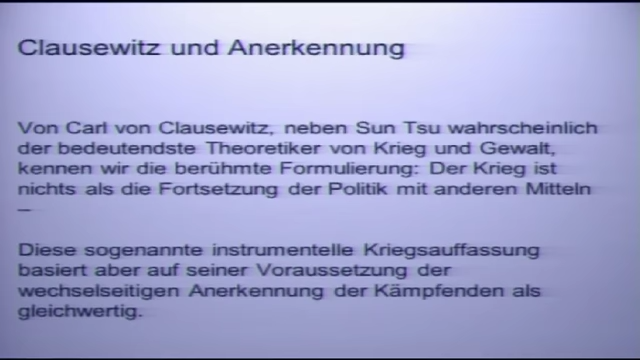 Clausewitz und Anerkennung
Von Carl von Clausewitz, neben Sun Tsu wahrscheinlich
der bedeutendste Theoretiker von Krieg und Gewalt,
kennen wir die berühmte Formulierung: Der Krieg ist
nichts als die Fortsetzung der Politik mit anderen Mitteln
–
Diese sogenannte instrumentelle Kriegsauffassung
basiert aber auf seiner Voraussetzung der
wechselseitigen Anerkennung der Kämpfenden als
gleichwertig.